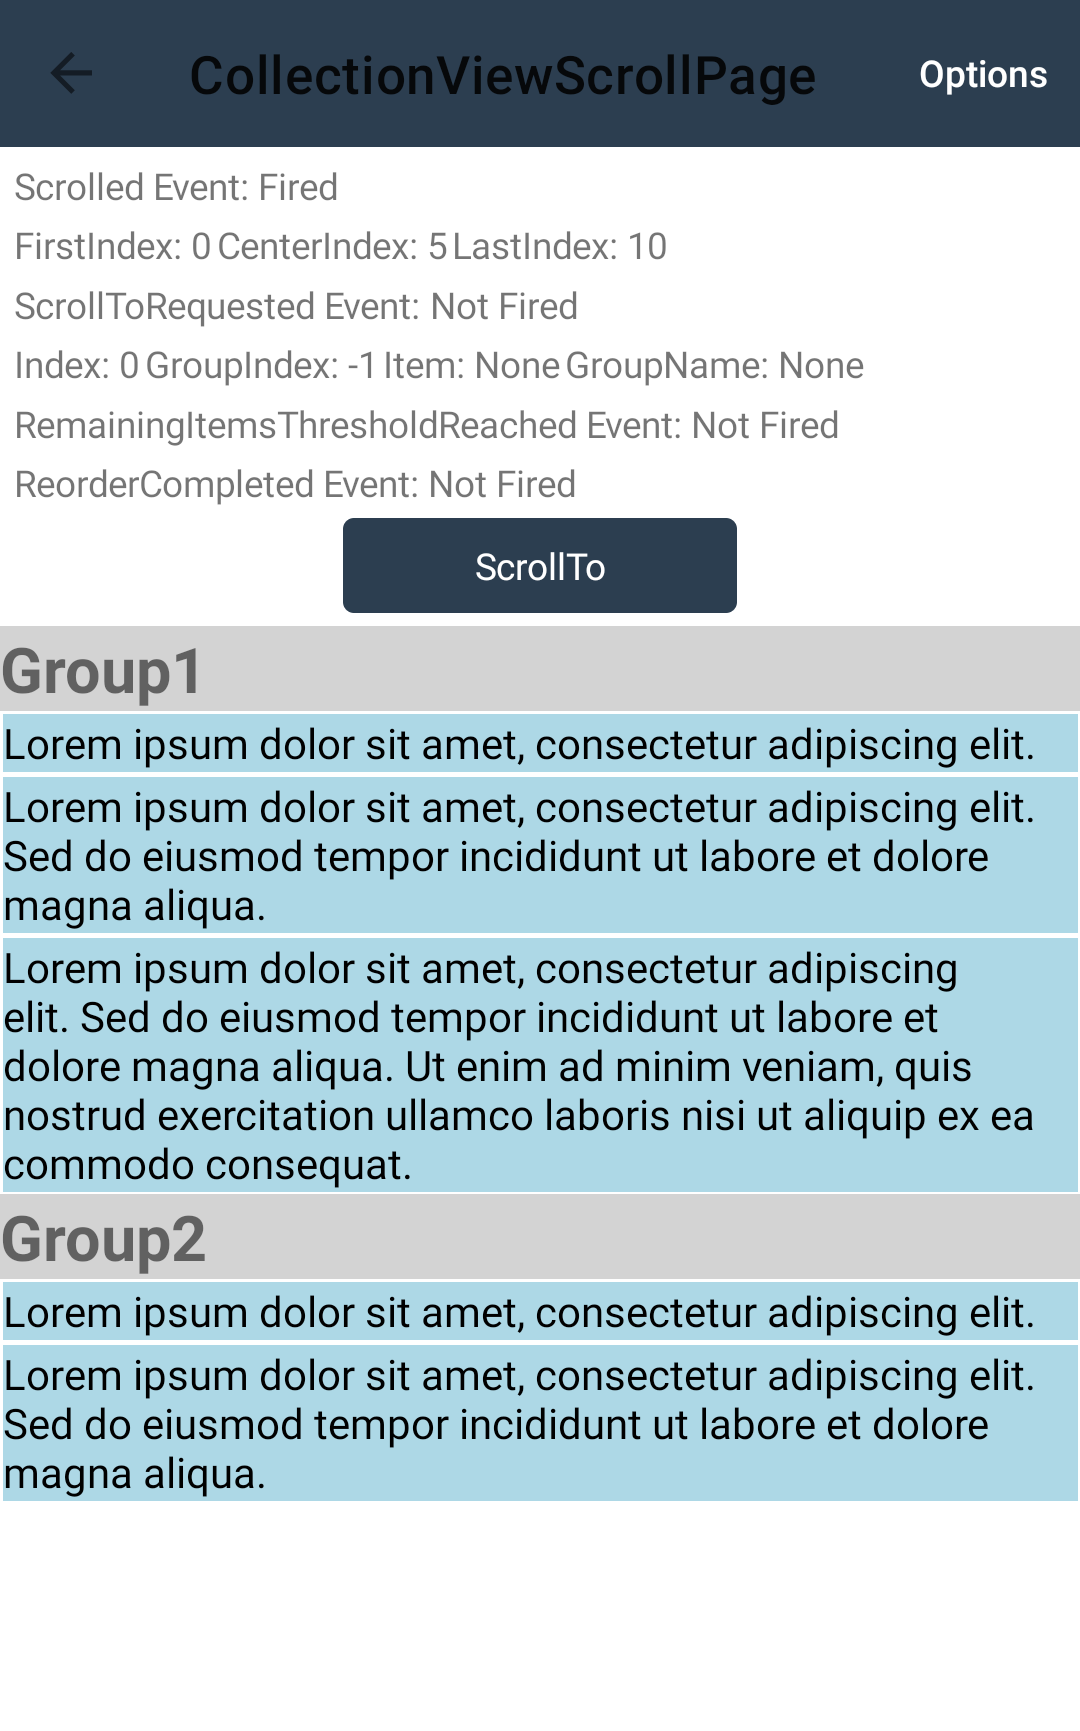 CollectionViewScrollPage
Options
Scrolled Event: Fired
FirstIndex: 0 CenterIndex: 5 LastIndex: 10
ScrollToRequested Event: Not Fired
Index: 0 GroupIndex: -1 Item: None GroupName: None
RemainingItemsThresholdReached Event: Not Fired
ReorderCompleted Event: Not Fired
ScrollTo
Group1
Lorem ipsum dolor sit amet, consectetur adipiscing elit.
Lorem ipsum dolor sit amet, consectetur adipiscing elit.
Sed do eiusmod tempor incididunt ut labore et dolore
magna aliqua.
Lorem ipsum dolor sit amet, consectetur adipiscing
elit. Sed do eiusmod tempor incididunt ut labore et
dolore magna aliqua. Ut enim ad minim veniam, quis
nostrud exercitation ullamco laboris nisi ut aliquip ex ea
commodo consequat.
Group2
Lorem ipsum dolor sit amet, consectetur adipiscing elit.
Lorem ipsum dolor sit amet, consectetur adipiscing elit.
Sed do eiusmod tempor incididunt ut labore et dolore
magna aliqua.